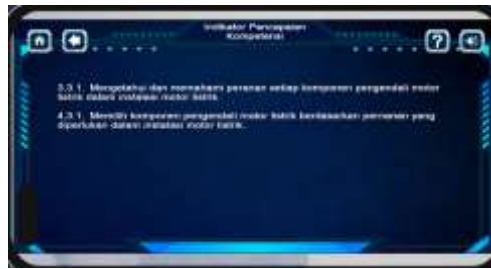 Indikator Pencapaian
Kompetensi
3.3.1. Mengetahui dan memahami peranan setiap komponen pengendali motor
listrik dalam instalasi motor listrik.
4.3.1. Memilih komponen pengendali motor listrik berdasarkan peranan yang
diperlukan dalam instalasi motor listrik.